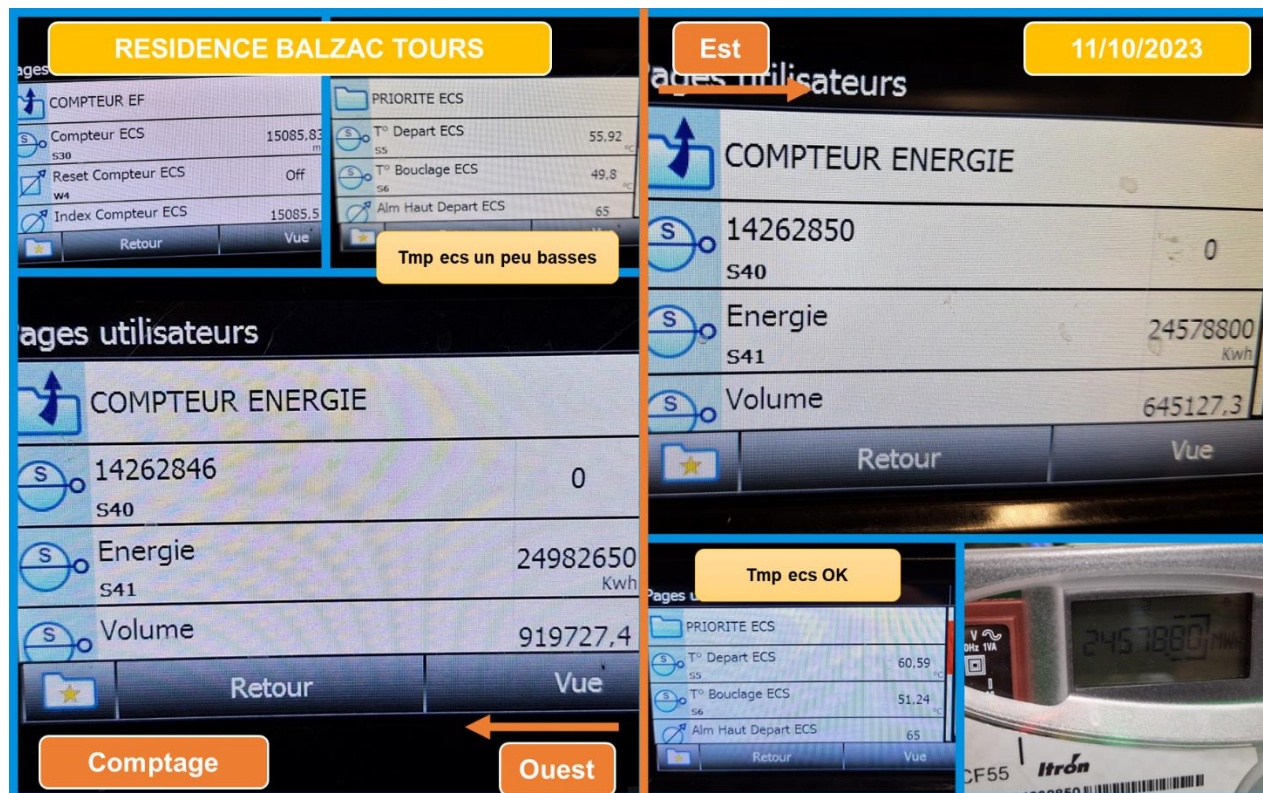 RESIDENCE BALZAC TOURS
COMPTEUR EF
Compteur ECS 15085,83
S30
Reset Compteur ECS Off
W4
Index Compteur ECS 15085,5
Retour Vue
PRIORITE ECS
T° Depart ECS 55,92
S5 °C
T° Bouclage ECS 49,8
S6 °C
Alm Haut Depart ECS 65
Tmp ecs un peu basses
ages utilisateurs
COMPTEUR ENERGIE
14262846 0
S40
Energie 24982650
S41 Kwh
Volume 919727,4
Retour Vue
Comptage
Ouest
Est
11/10/2023
Pages utilisateurs
COMPTEUR ENERGIE
14262850 0
S40
Energie 24578800
S41 Kwh
Volume 645127,3
Retour Vue
Tmp ecs OK
Pages u
PRIORITE ECS
T° Depart ECS 60,59
S5 °C
T° Bouclage ECS 51,24
S6 °C
Alm Haut Depart ECS 65
Retour Vue
V
0Hz 1VA
2457880 MWh
CF55
Itron